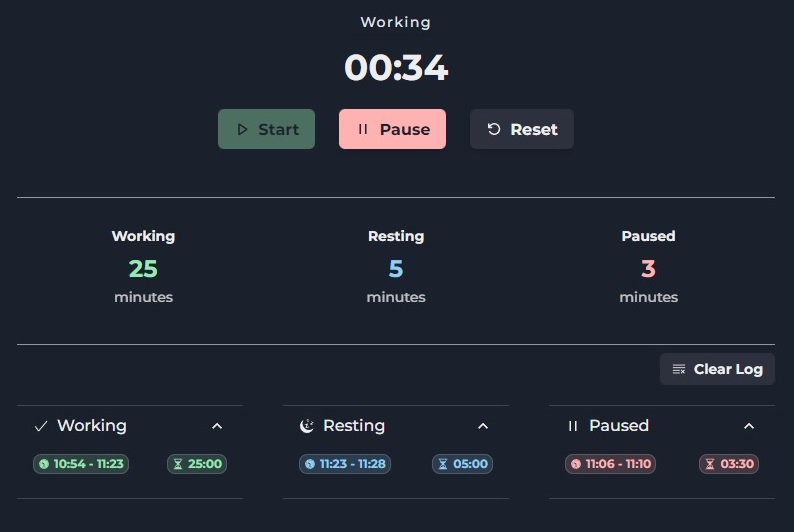 Working
00:34
Start Pause Reset
Working Resting Paused
25 5 3
minutes minutes minutes
Clear Log
Working Resting Paused
10:54 - 11:23 25:00 11:23 - 11:28 05:00 11:06 - 11:10 03:30